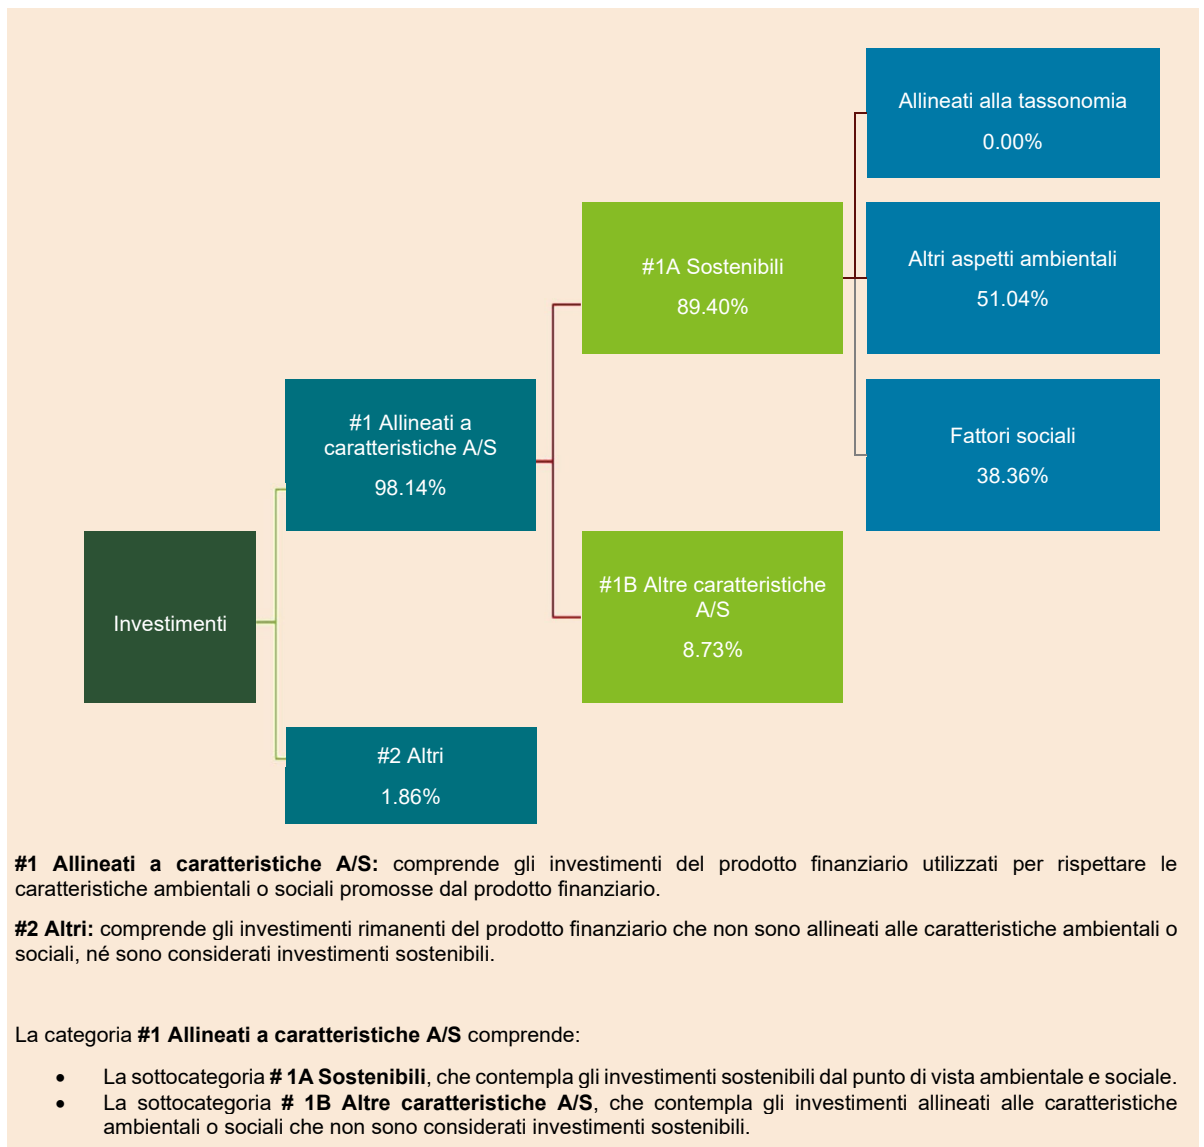 Allineati alla tassonomia
0.00%
#1A Sostenibili
89.40%
Altri aspetti ambientali
51.04%
#1 Allineati a
caratteristiche A/S
98.14%
Fattori sociali
38.36%
Investimenti
#1B Altre caratteristiche
A/S
8.73%
#2 Altri
1.86%
#1 Allineati a caratteristiche A/S: comprende gli investimenti del prodotto finanziario utilizzati per rispettare le
caratteristiche ambientali o sociali promosse dal prodotto finanziario.
#2 Altri: comprende gli investimenti rimanenti del prodotto finanziario che non sono allineati alle caratteristiche ambientali o
sociali, né sono considerati investimenti sostenibili.
La categoria #1 Allineati a caratteristiche A/S comprende:
• La sottocategoria # 1A Sostenibili, che contempla gli investimenti sostenibili dal punto di vista ambientale e sociale.
• La sottocategoria # 1B Altre caratteristiche A/S, che contempla gli investimenti allineati alle caratteristiche
ambientali o sociali che non sono considerati investimenti sostenibili.